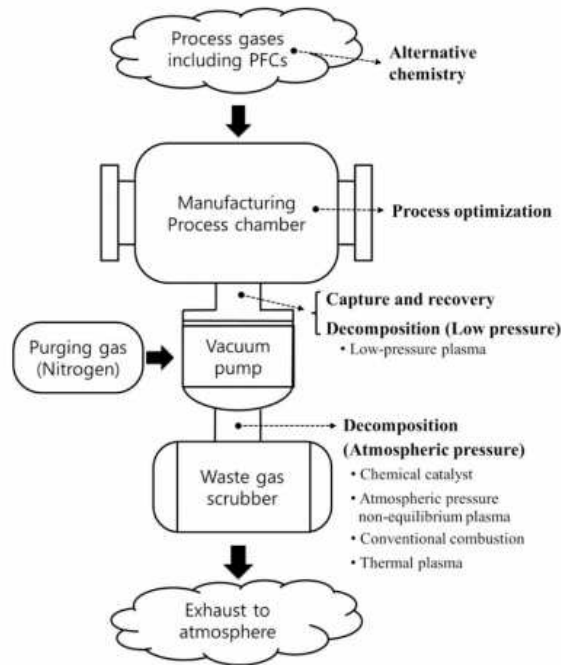 Process gases
including PFCs
Alternative
chemistry
Manufacturing
Process chamber
Process optimization
Capture and recovery
Decomposition (Low pressure)
• Low-pressure plasma
Purging gas
(Nitrogen)
Vacuum
pump
Decomposition
(Atmospheric pressure)
• Chemical catalyst
• Atmospheric pressure
non-equilibrium plasma
• Conventional combustion
• Thermal plasma
Waste gas
scrubber
Exhaust to
atmosphere